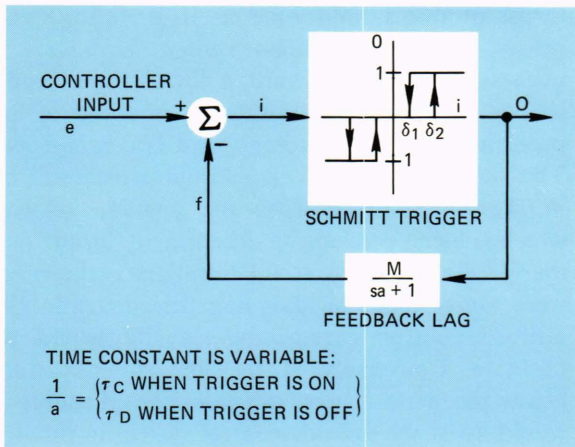 CONTROLLER
INPUT
e
+
Σ
−
i
f
O
1
i
δ1 δ2
1
O
SCHMITT TRIGGER
M
sa + 1
FEEDBACK LAG
TIME CONSTANT IS VARIABLE:
1/a = { τC WHEN TRIGGER IS ON
τD WHEN TRIGGER IS OFF }